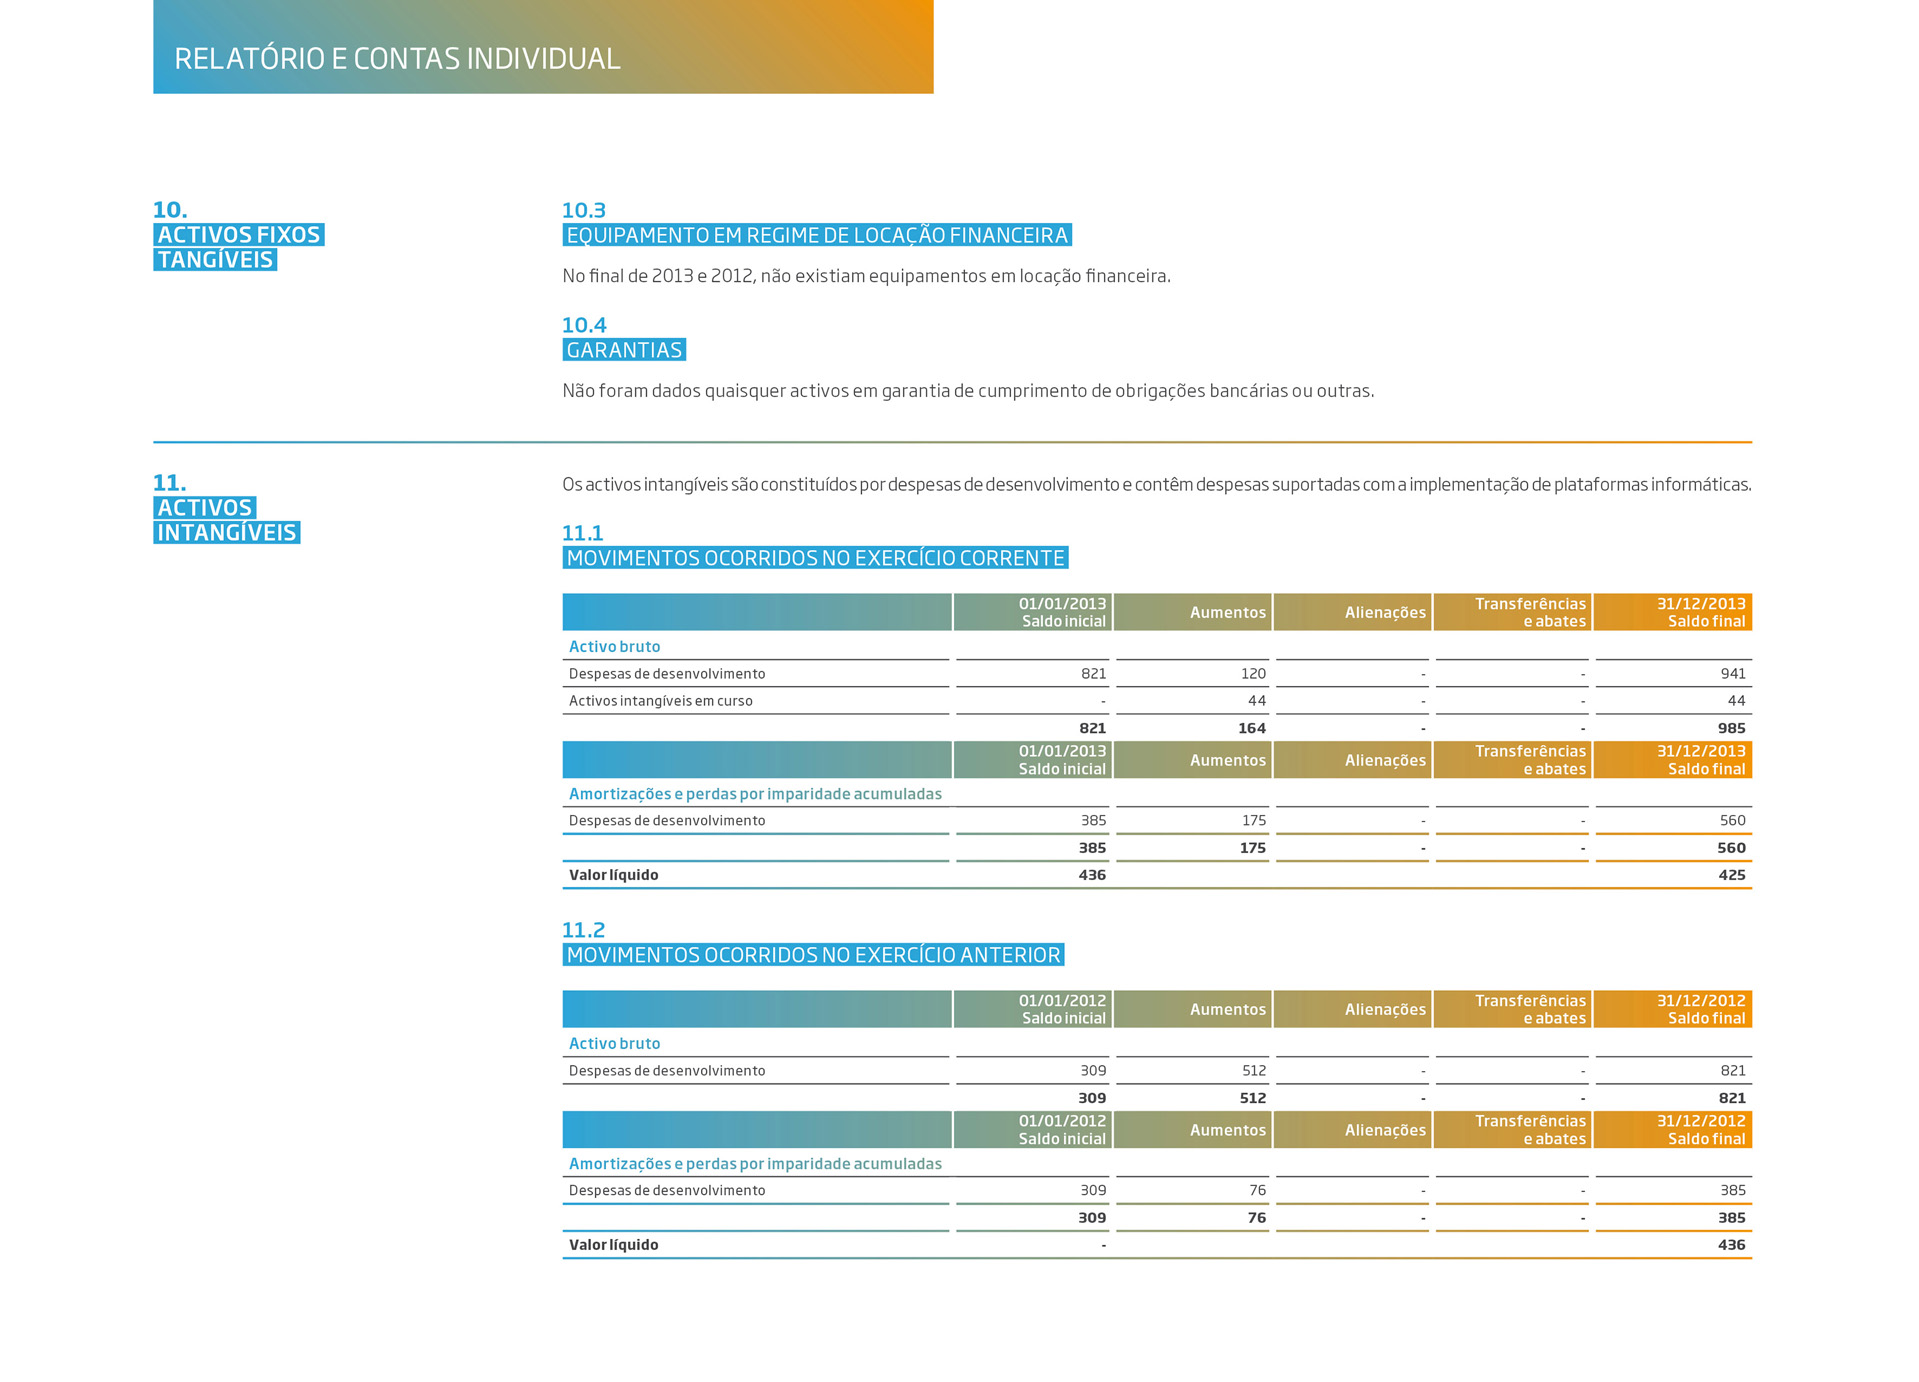 RELATÓRIO E CONTAS INDIVIDUAL
10.
ACTIVOS FIXOS
TANGÍVEIS
10.3
EQUIPAMENTO EM REGIME DE LOCAÇÃO FINANCEIRA
No final de 2013 e 2012, não existiam equipamentos em locação financeira.
10.4
GARANTIAS
Não foram dados quaisquer activos em garantia de cumprimento de obrigações bancárias ou outras.
11.
ACTIVOS
INTANGÍVEIS
Os activos intangíveis são constituídos por despesas de desenvolvimento e contêm despesas suportadas com a implementação de plataformas informáticas.
11.1
MOVIMENTOS OCORRIDOS NO EXERCÍCIO CORRENTE
01/01/2013 Saldo inicial Aumentos Alienações Transferências e abates 31/12/2013 Saldo final
Activo bruto
Despesas de desenvolvimento 821 120 - - 941
Activos intangíveis em curso - 44 - - 44
821 164 - - 985
01/01/2013 Saldo inicial Aumentos Alienações Transferências e abates 31/12/2013 Saldo final
Amortizações e perdas por imparidade acumuladas
Despesas de desenvolvimento 385 175 - - 560
385 175 - - 560
Valor líquido 436 425
11.2
MOVIMENTOS OCORRIDOS NO EXERCÍCIO ANTERIOR
01/01/2012 Saldo inicial Aumentos Alienações Transferências e abates 31/12/2012 Saldo final
Activo bruto
Despesas de desenvolvimento 309 512 - - 821
309 512 - - 821
01/01/2012 Saldo inicial Aumentos Alienações Transferências e abates 31/12/2012 Saldo final
Amortizações e perdas por imparidade acumuladas
Despesas de desenvolvimento 309 76 - - 385
309 76 - - 385
Valor líquido - 436